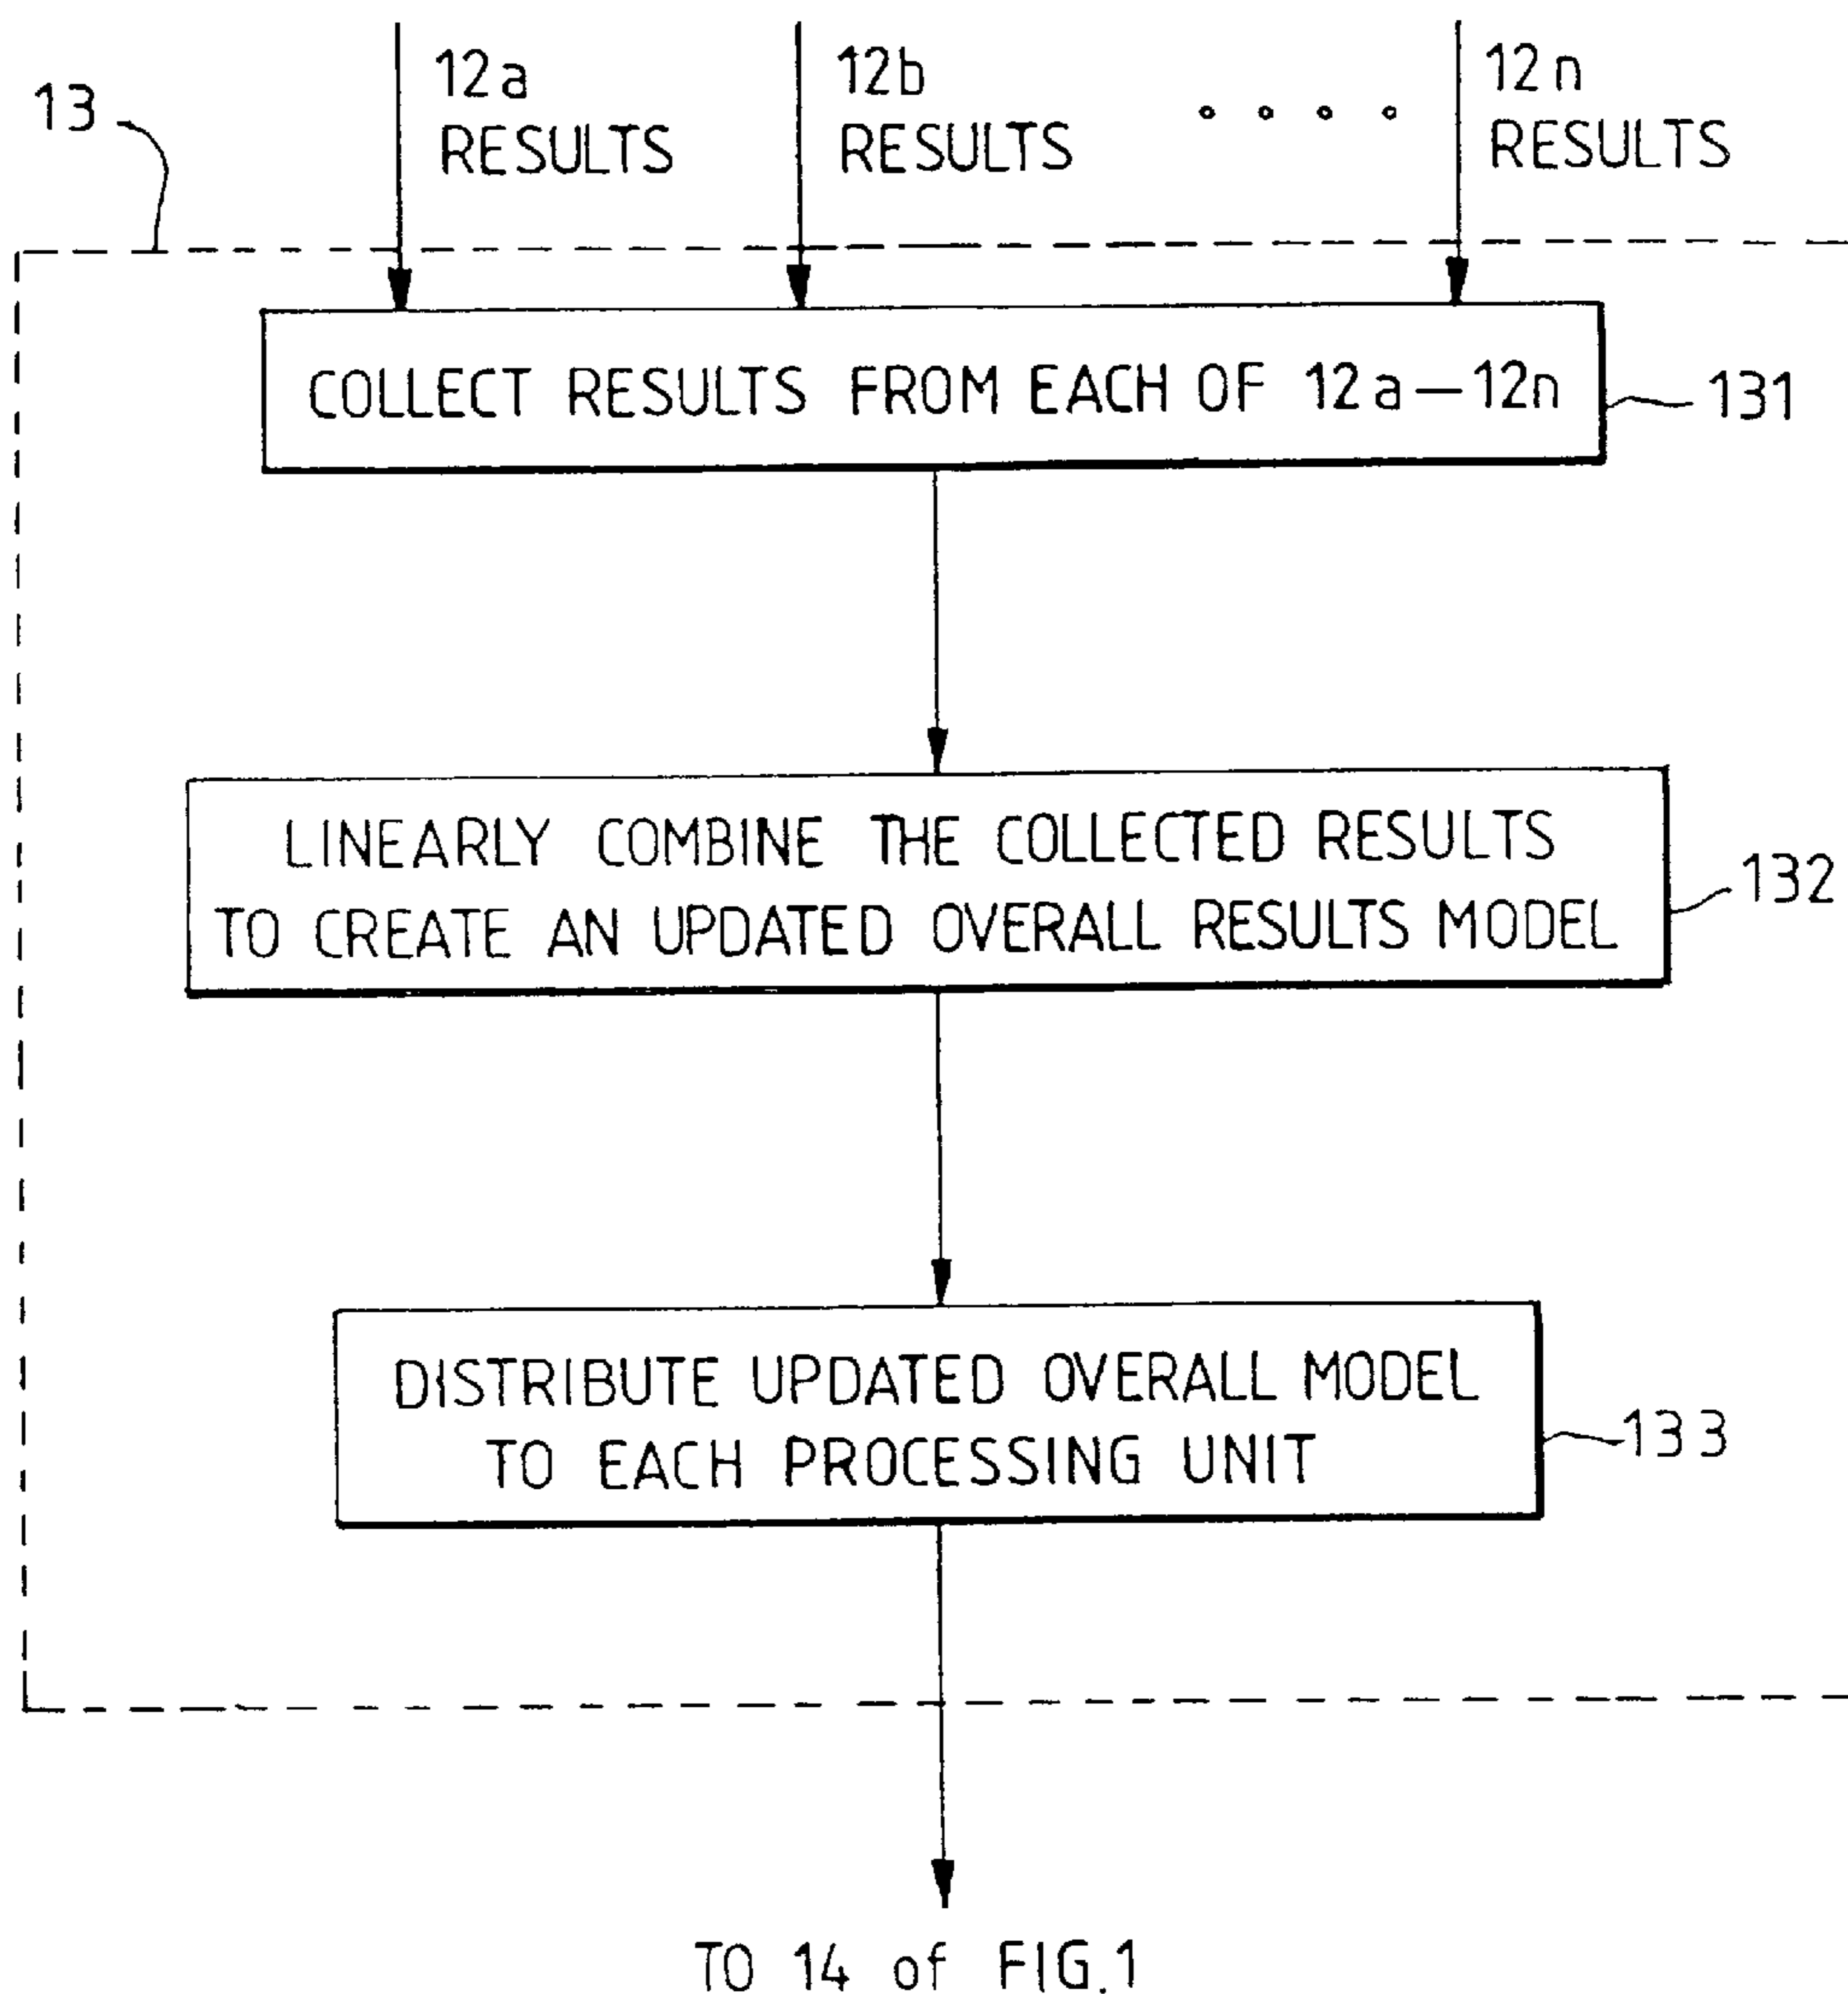 13
12a
RESULTS
12b
RESULTS
12n
RESULTS
COLLECT RESULTS FROM EACH OF 12a—12n
131
LINEARLY COMBINE THE COLLECTED RESULTS
TO CREATE AN UPDATED OVERALL RESULTS MODEL
132
DISTRIBUTE UPDATED OVERALL MODEL
TO EACH PROCESSING UNIT
133
TO 14 of FIG.1